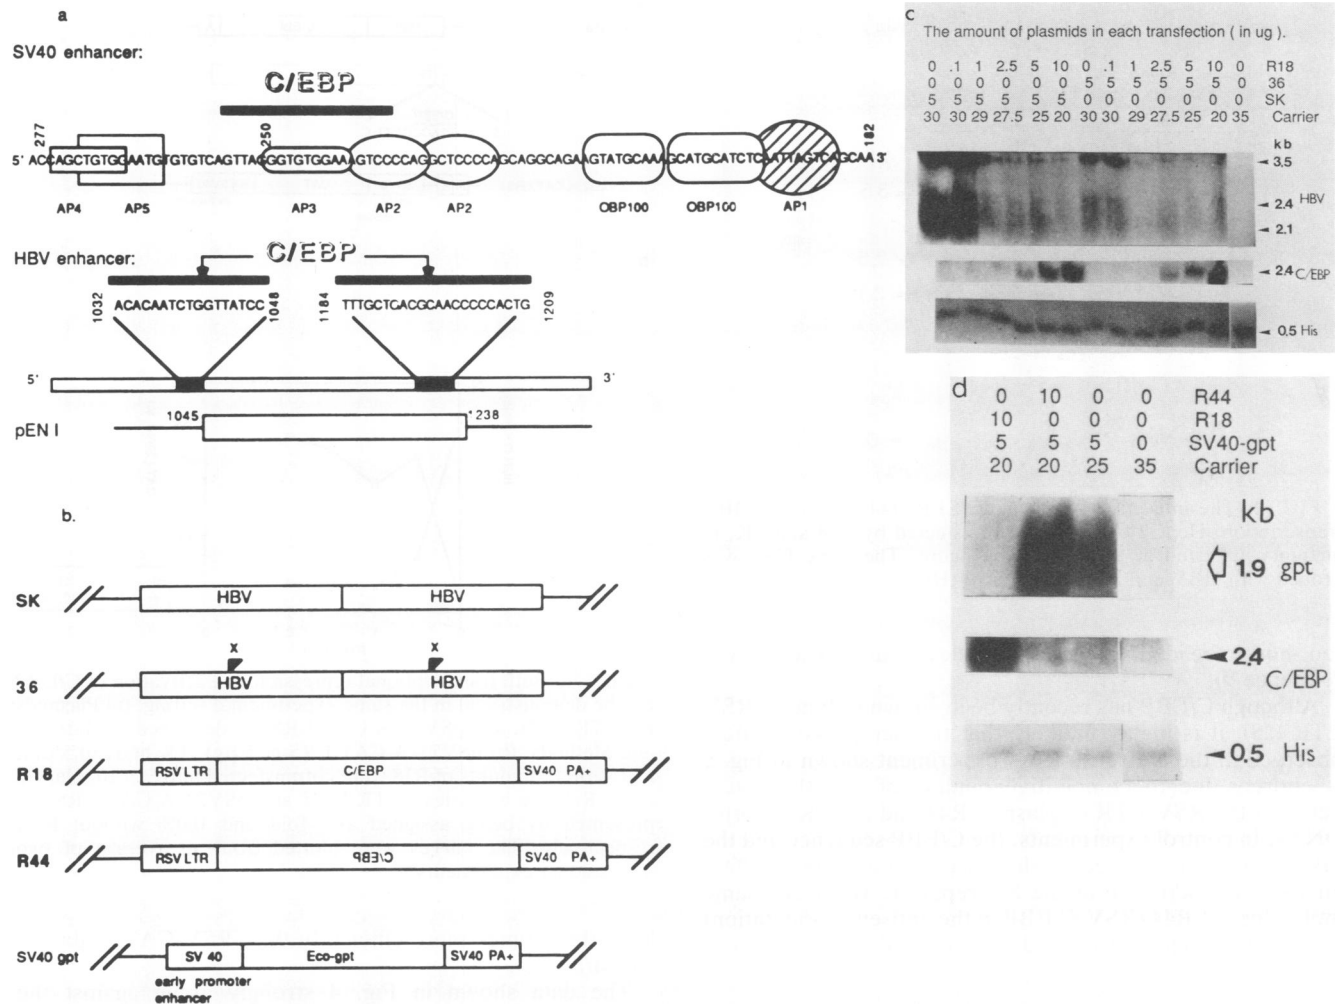 a
SV40 enhancer:
C/EBP
277
250
182
5' ACCAGCTGTGGAATGTGTGTCAGTTAGGGTGTGGAAAGTCCCCAGGCTCCCCAGCAGGCAGAAGTATGCAAAGCATGCATCTCAATTAGTCAGCAA 3'
AP4 AP5 AP3 AP2 AP2 OBP100 OBP100 AP1
HBV enhancer:
C/EBP
1032 ACACAATCTGGTTATCC 1048
1184 TTTGCTCACGCAACCCCCACTG 1209
5' 3'
1045 238
pEN I
b.
SK HBV HBV
X X
36 HBV HBV
R18 RSV LTR C/EBP SV40 PA+
R44 RSV LTR C/EBP SV40 PA+
SV40 gpt SV 40 Eco-gpt SV40 PA+
early promoter
enhancer
c
The amount of plasmids in each transfection ( in ug ).
0 .1 1 2.5 5 10 0 .1 1 2.5 5 10 0 R18
0 0 0 0 0 0 5 5 5 5 5 5 0 36
5 5 5 5 5 5 0 0 0 0 0 0 0 SK
30 30 29 27.5 25 20 30 30 29 27.5 25 20 35 Carrier
kb
3.5
2.4 HBV
2.1
2.4 C/EBP
0.5 His
d
0 10 0 0 R44
10 0 0 0 R18
5 5 5 0 SV40-gpt
20 20 25 35 Carrier
kb
1.9 gpt
2.4
C/EBP
0.5 His